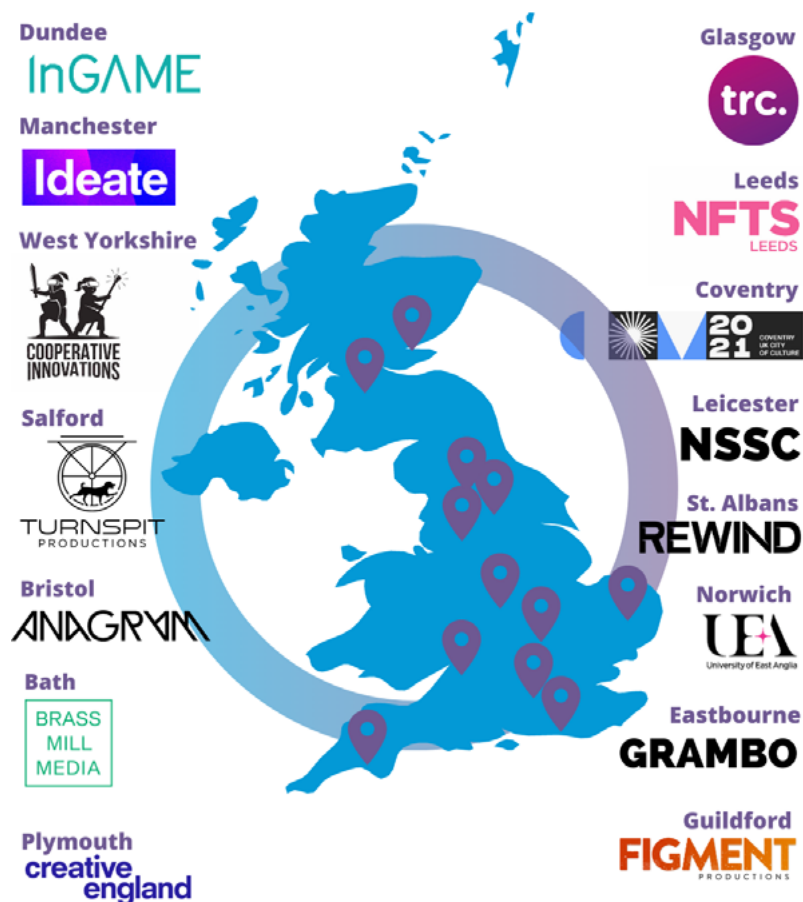 Dundee
InGAME
Manchester
Ideate
West Yorkshire
COOPERATIVE
INNOVATIONS
Salford
TURNSPIT
PRODUCTIONS
Bristol
ANAGRAM
Bath
BRASS
MILL
MEDIA
Plymouth
creative
england
Glasgow
trc.
Leeds
NFTS
LEEDS
Coventry
20
21
COVENTRY
UK CITY
OF CULTURE
Leicester
NSSC
St. Albans
REWIND
Norwich
UEA
University of East Anglia
Eastbourne
GRAMBO
Guildford
FIGMENT
PRODUCTIONS